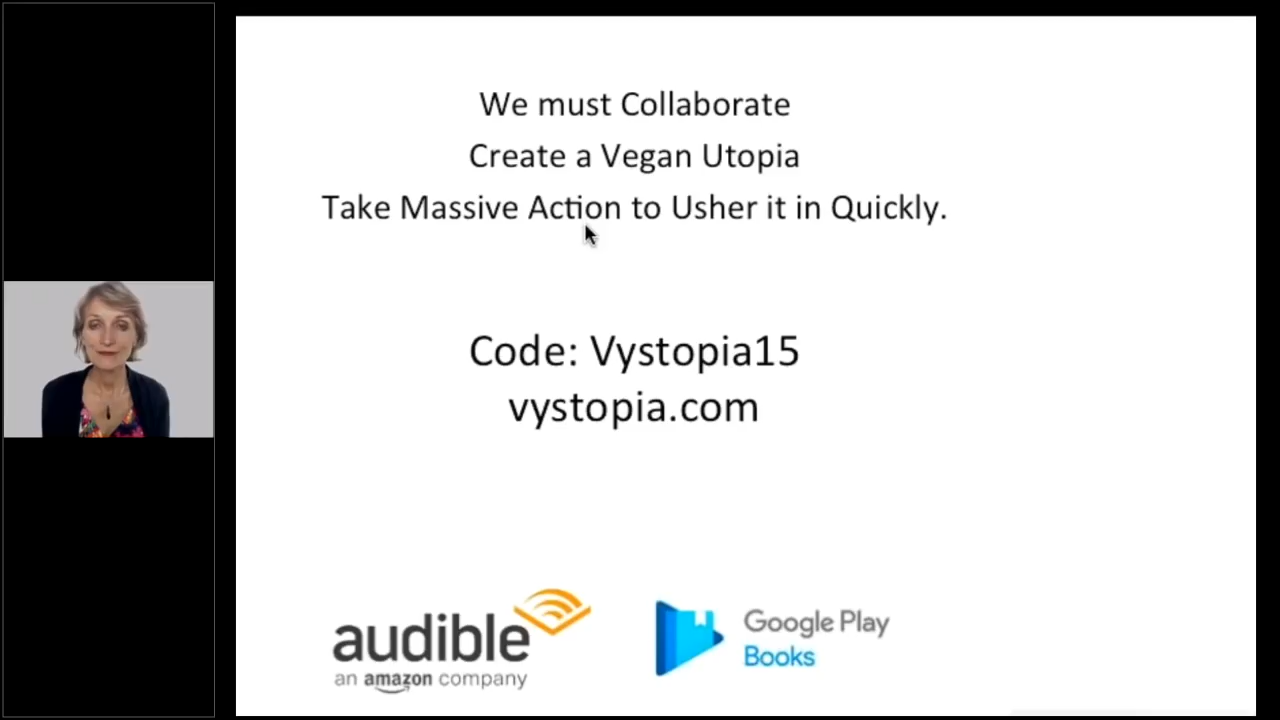 We must Collaborate
Create a Vegan Utopia
Take Massive Action to Usher it in Quickly.
Code: Vystopia15
vystopia.com
audible
an amazon company
Google Play
Books